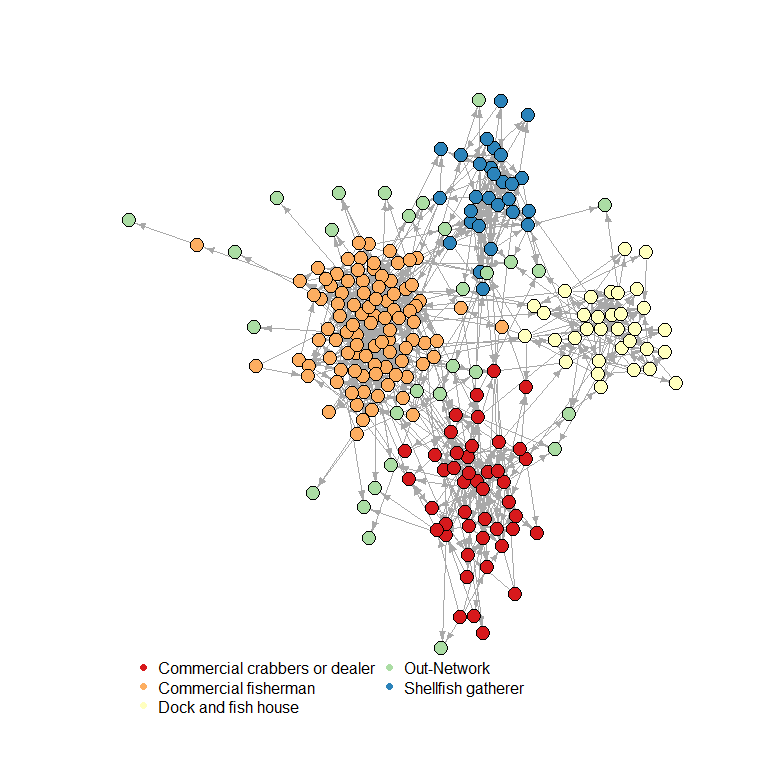 Commercial crabbers or dealer
Commercial fisherman
Dock and fish house
Out-Network
Shellfish gatherer